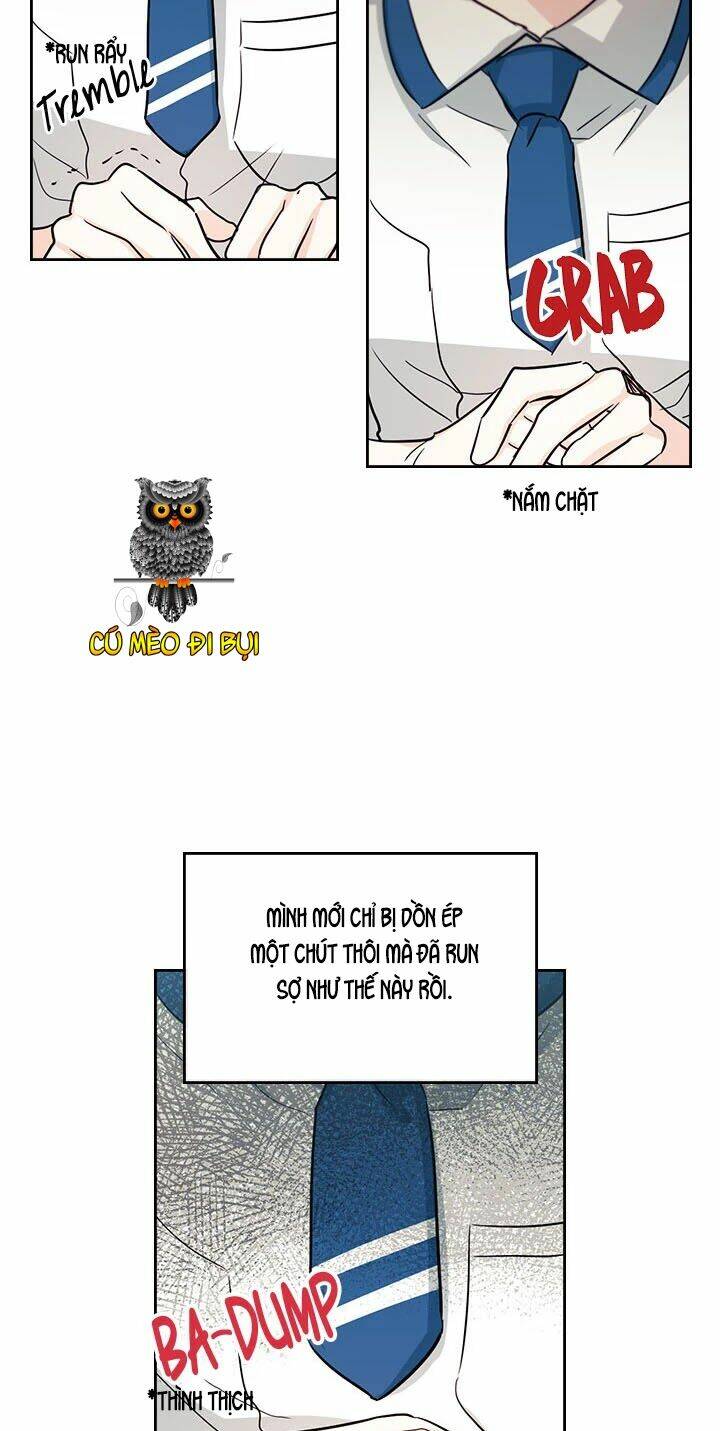 *RUN RẨY
Tremble
GRAB
*NẮM CHẶT
CÚ MÈO ĐI BỤI
MÌNH MỚI CHỈ BỊ DỒN ÉP
MỘT CHÚT THÔI MÀ ĐÃ RUN
SỢ NHƯ THẾ NÀY RỒI.
BA-DUMP
*THÌNH THỊCH